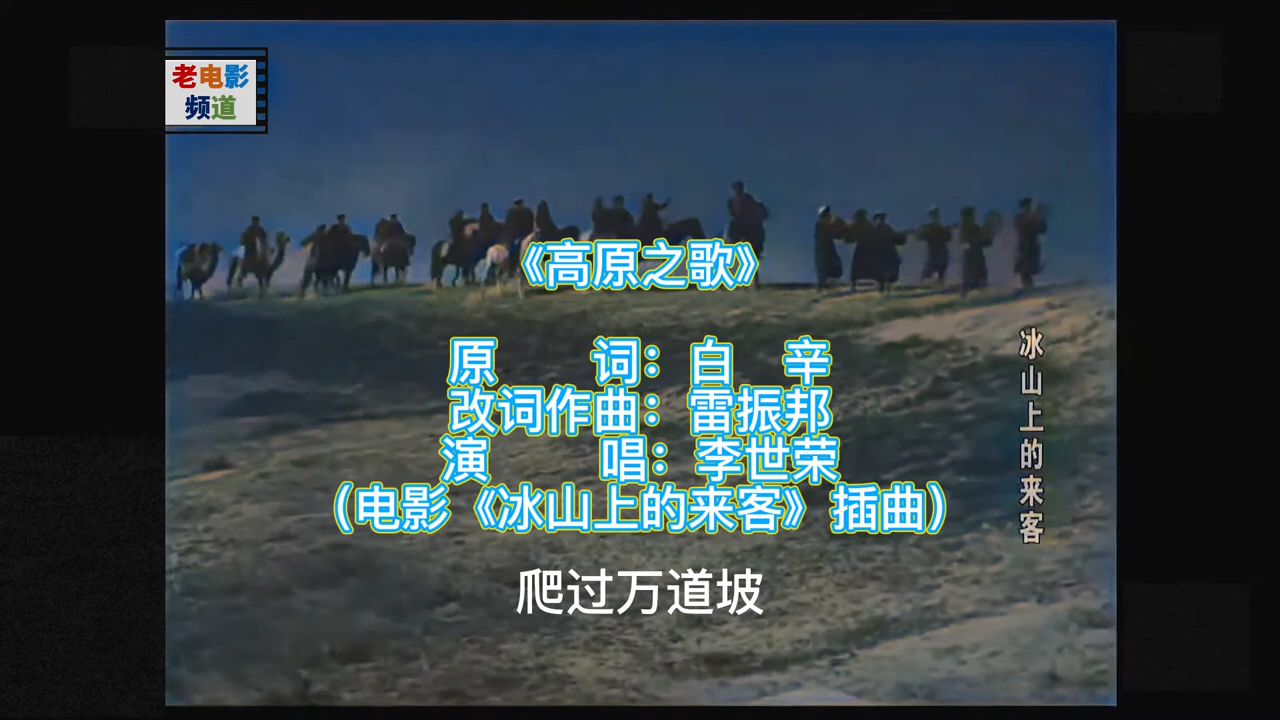 老电影
频道
《高原之歌》
原 词：白 辛
改词作曲：雷振邦
演 唱：李世荣
（电影《冰山上的来客》插曲）
冰山上的来客
爬过万道坡